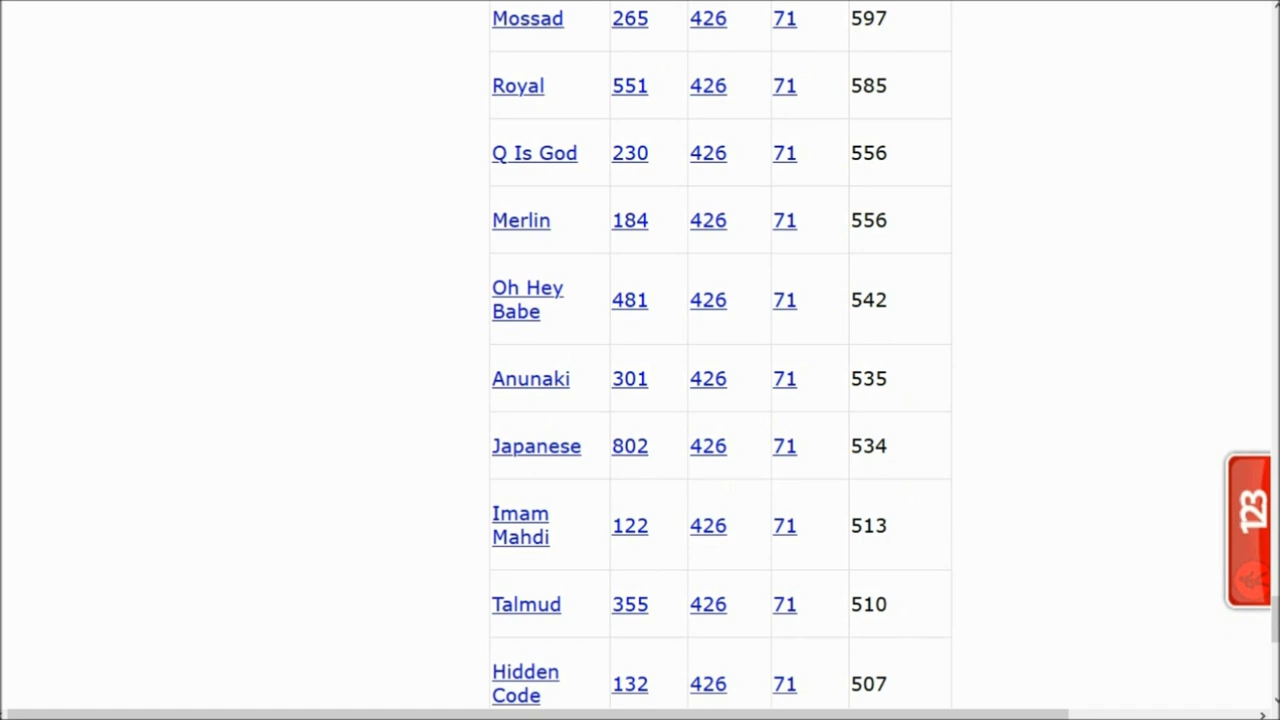 Mossad 265 426 71 597
Royal 551 426 71 585
Q Is God 230 426 71 556
Merlin 184 426 71 556
Oh Hey
Babe 481 426 71 542
Anunaki 301 426 71 535
Japanese 802 426 71 534
Imam
Mahdi 122 426 71 513
Talmud 355 426 71 510
Hidden
Code 132 426 71 507
123